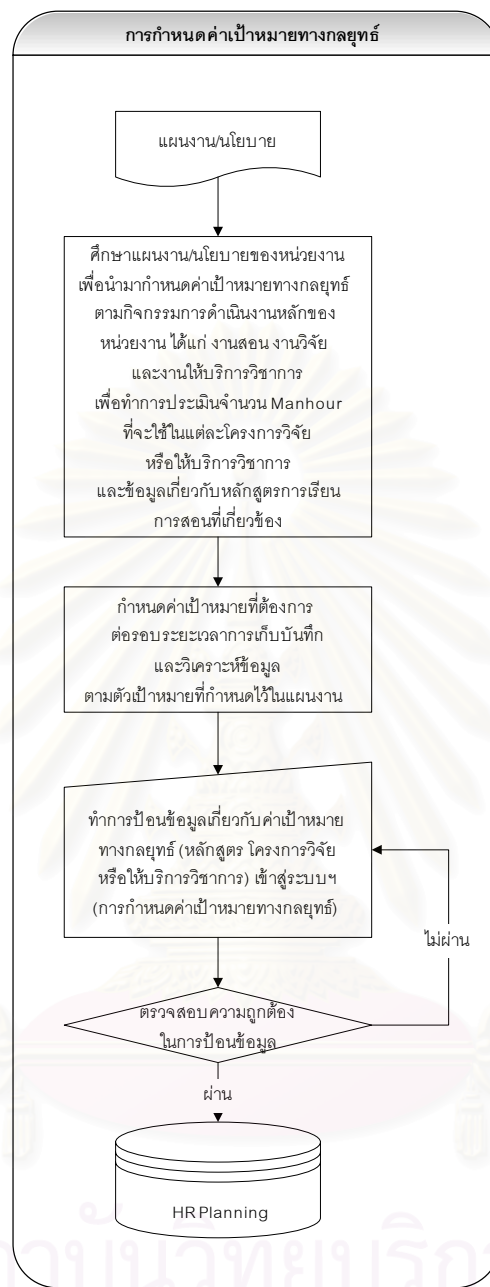 การกำหนดค่าเป้าหมายทางกลยุทธ์
แผนงาน/นโยบาย
ศึกษาแผนงาน/นโยบายของหน่วยงาน
เพื่อนำมากำหนดค่าเป้าหมายทางกลยุทธ์
ตามกิจกรรมการดำเนินงานหลักของ
หน่วยงาน ได้แก่ งานสอน งานวิจัย
และงานให้บริการวิชาการ
เพื่อทำการประเมินจำนวน Manhour
ที่จะใช้ในแต่ละโครงการวิจัย
หรือให้บริการวิชาการ
และข้อมูลเกี่ยวกับหลักสูตรการเรียน
การสอนที่เกี่ยวข้อง
กำหนดค่าเป้าหมายที่ต้องการ
ต่อรอบระยะเวลาการเก็บบันทึก
และวิเคราะห์ข้อมูล
ตามตัวเป้าหมายที่กำหนดไว้ในแผนงาน
ทำการป้อนข้อมูลเกี่ยวกับค่าเป้าหมาย
ทางกลยุทธ์ (หลักสูตร โครงการวิจัย
หรือให้บริการวิชาการ) เข้าสู่ระบบฯ
(การกำหนดค่าเป้าหมายทางกลยุทธ์)
ไม่ผ่าน
ตรวจสอบความถูกต้อง
ในการป้อนข้อมูล
ผ่าน
HR Planning